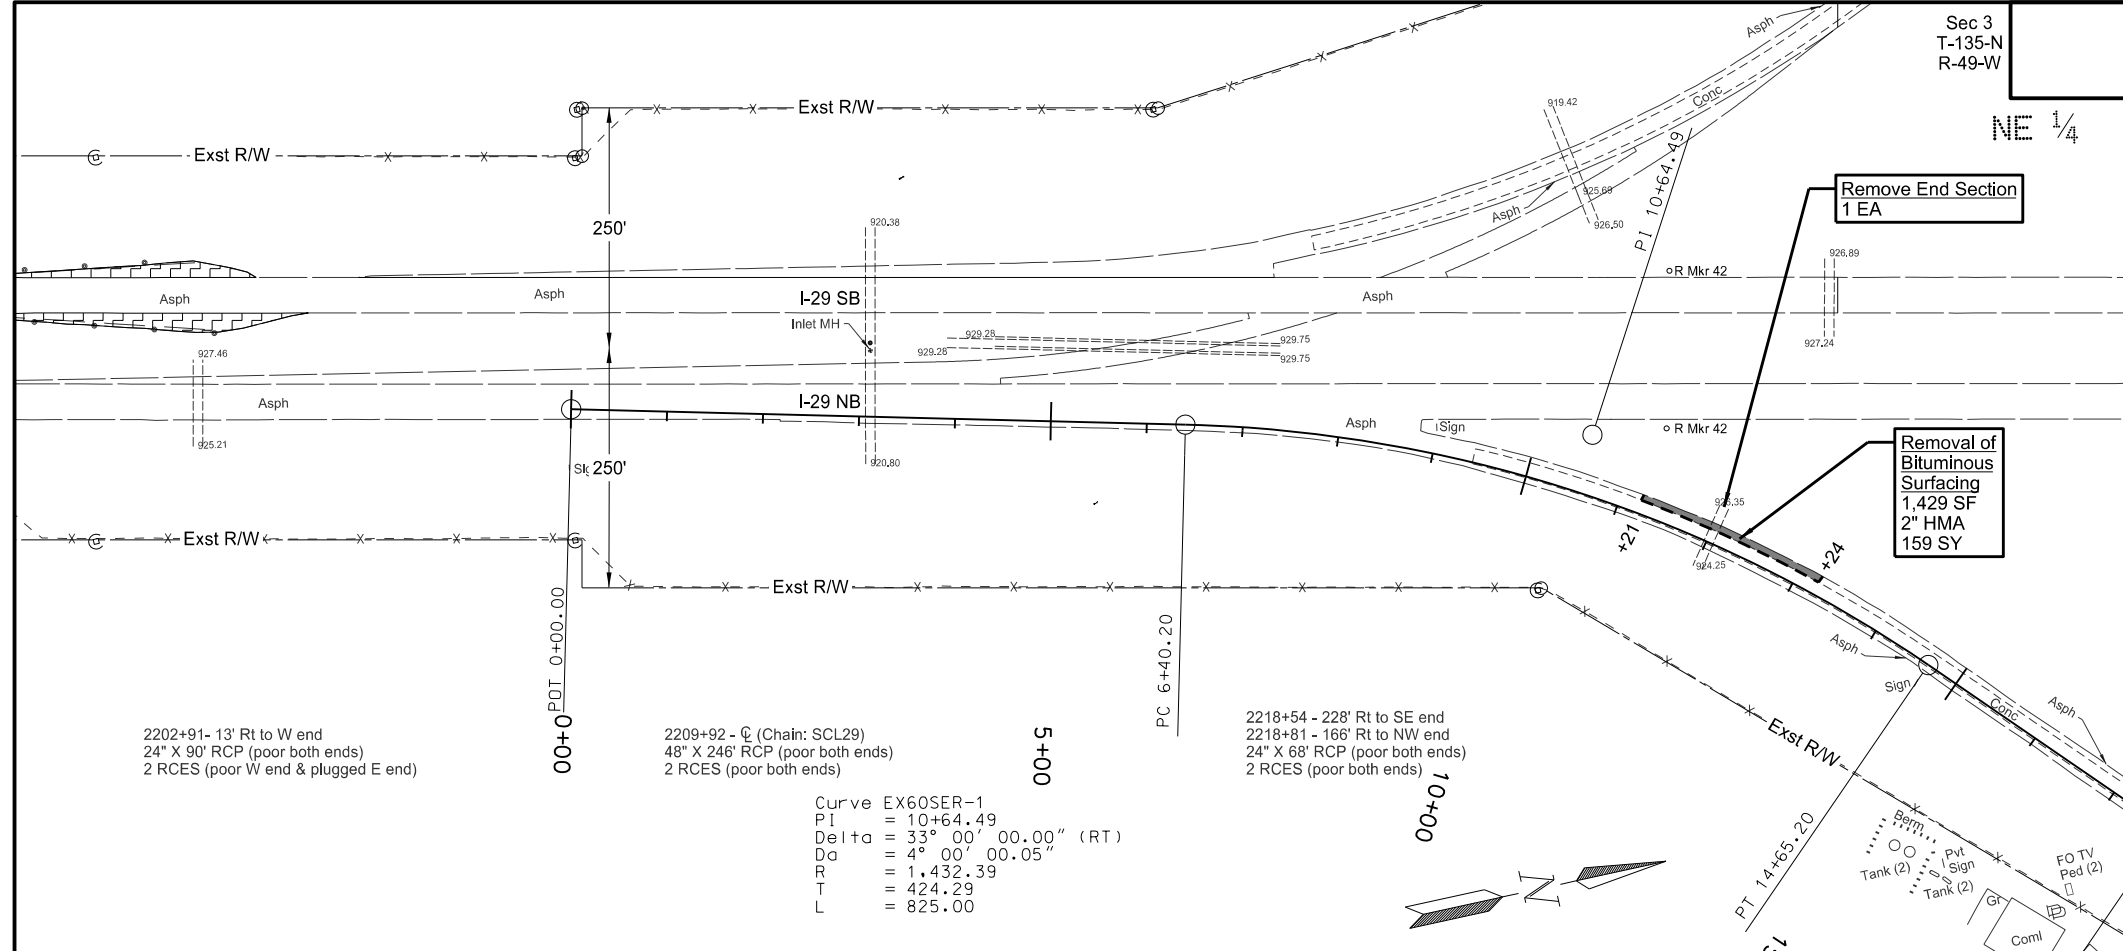 Sec 3
T-135-N
R-49-W
NE 1/4
Asph
Conc
919.42
925.69
926.50
Asph
PI 10+64.49
Exst R/W
Exst R/W
250'
920.38
Remove End Section
1 EA
R Mkr 42
926.89
927.24
Asph
Asph
I-29 SB
Asph
Inlet MH
929.28
929.28
929.75
929.75
927.46
925.21
Asph
I-29 NB
Asph
Sign
R Mkr 42
250'
920.80
Removal of
Bituminous
Surfacing
1,429 SF
2" HMA
159 SY
926.35
924.25
+21
+24
Exst R/W
Exst R/W
POT 0+00.00
PC 6+40.20
Asph
Sign
Conc
Asph
Exst R/W
0+00
5+00
10+00
2202+91- 13' Rt to W end
24" X 90' RCP (poor both ends)
2 RCES (poor W end & plugged E end)
2209+92 - ℄ (Chain: SCL29)
48" X 246' RCP (poor both ends)
2 RCES (poor both ends)
2218+54 - 228' Rt to SE end
2218+81 - 166' Rt to NW end
24" X 68' RCP (poor both ends)
2 RCES (poor both ends)
Curve EX60SER-1
PI = 10+64.49
Delta = 33° 00' 00.00" (RT)
Da = 4° 00' 00.05"
R = 1,432.39
T = 424.29
L = 825.00
N
PT 14+65.20
Berm
Tank (2)
Pvt
Sign
Tank (2)
FO TV
Ped (2)
Gr
Coml